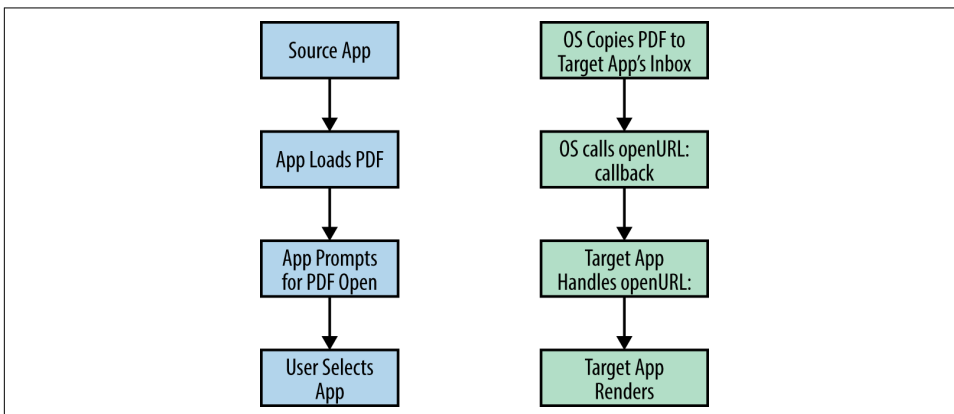 Source App
App Loads PDF
App Prompts
for PDF Open
User Selects
App
OS Copies PDF to
Target App's Inbox
OS calls openURL:
callback
Target App
Handles openURL:
Target App
Renders